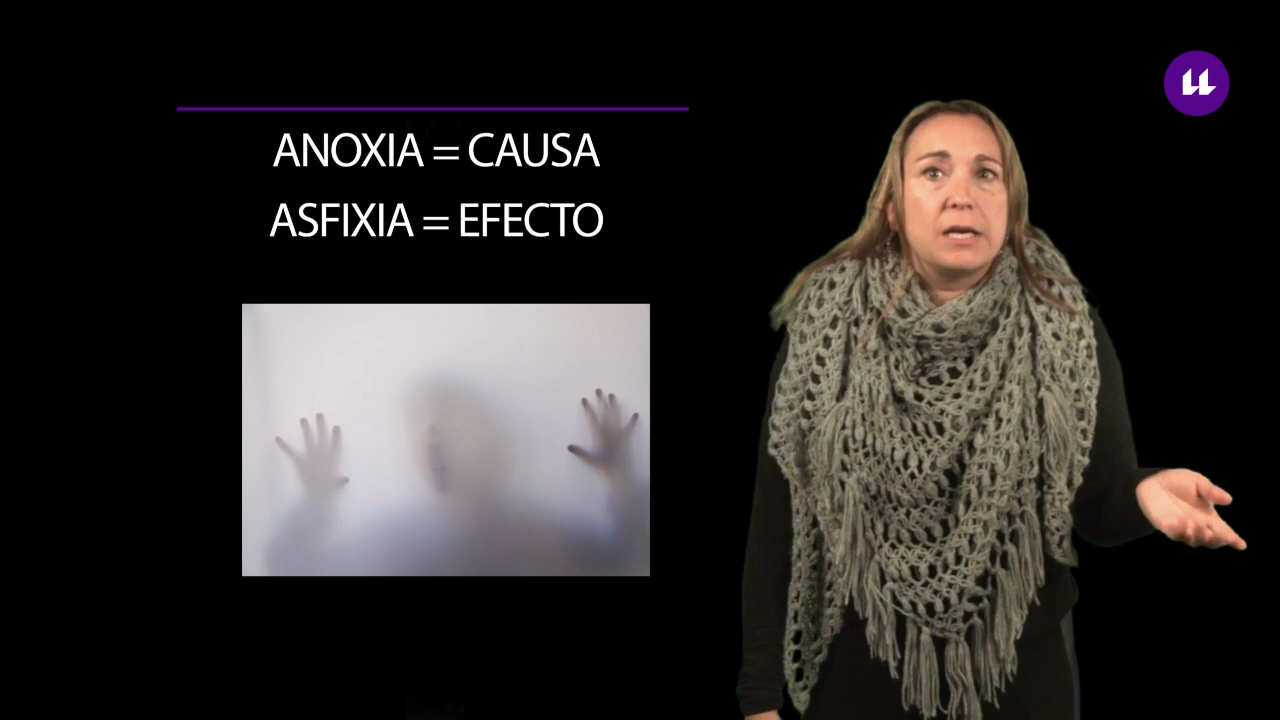 ANOXIA = CAUSA
ASFIXIA = EFECTO